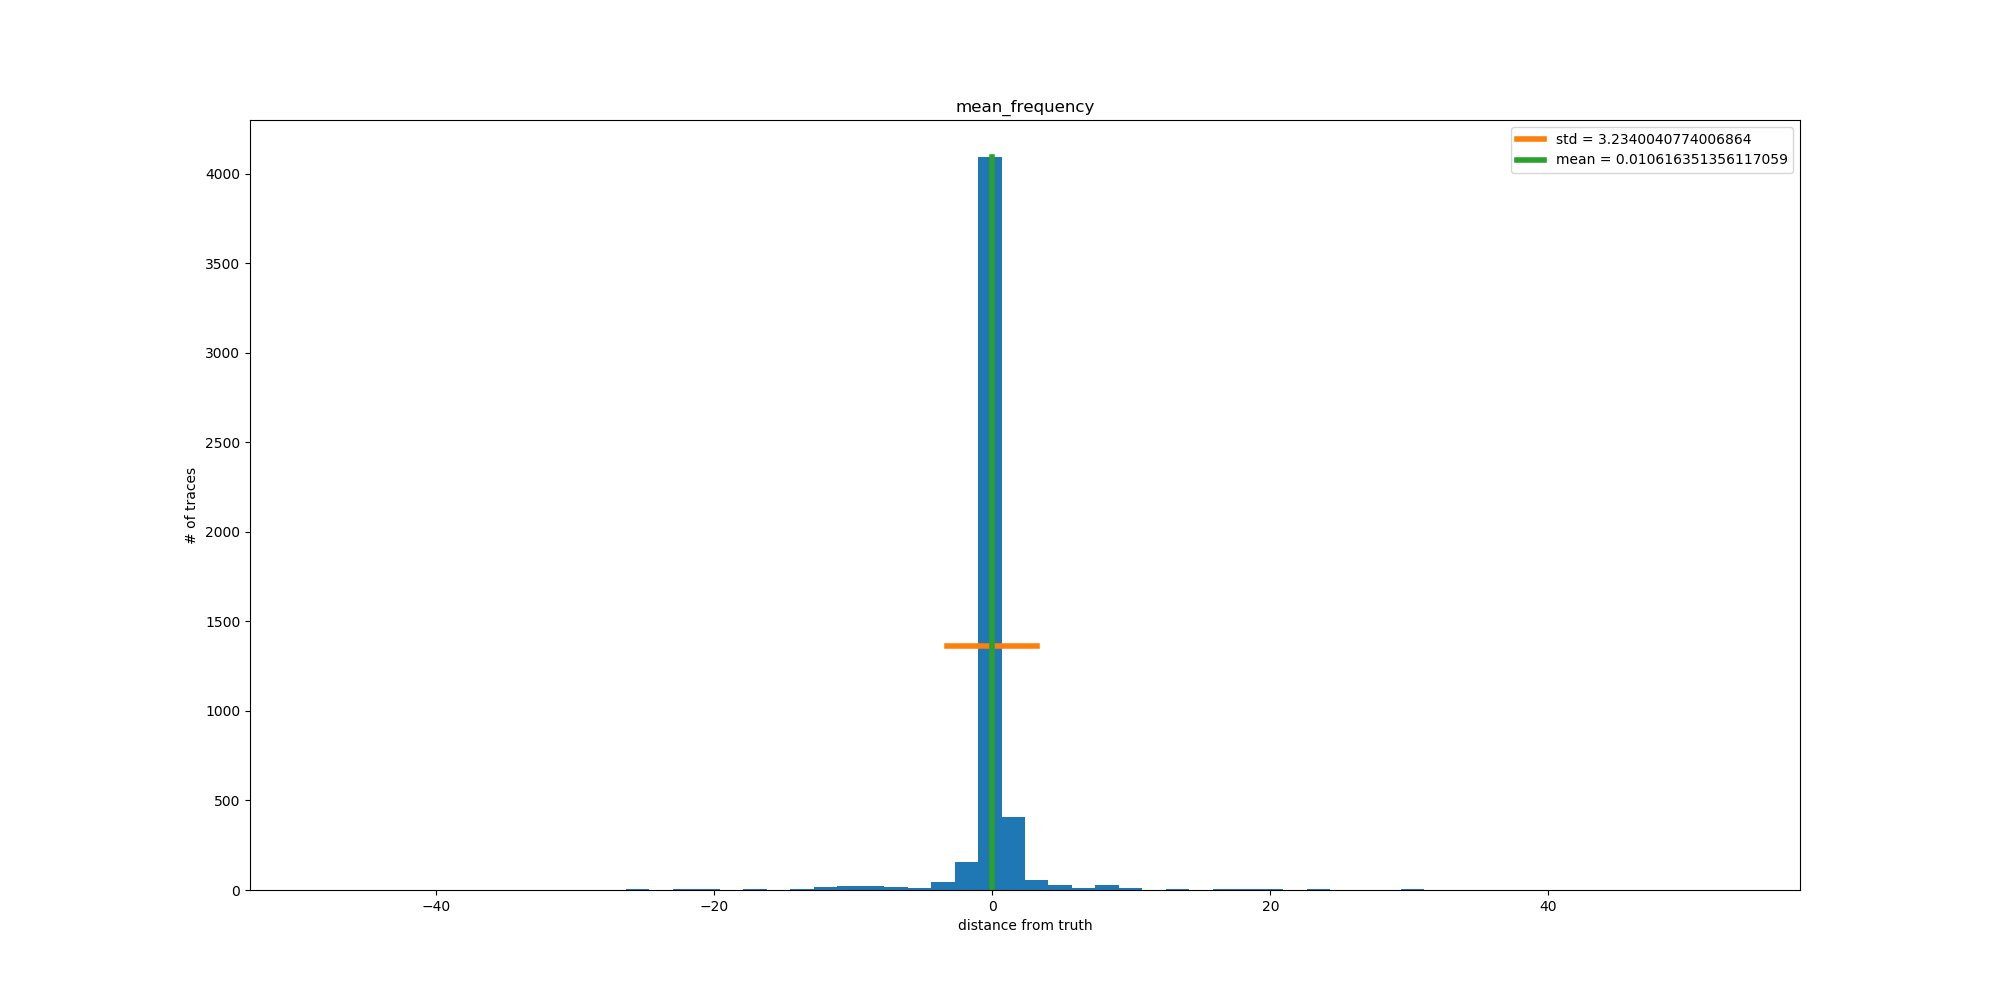 mean_frequency
std = 3.2340040774006864
mean = 0.010616351356117059
4000
3500
3000
2500
2000
1500
1000
500
0
# of traces
−40
−20
0
20
40
distance from truth